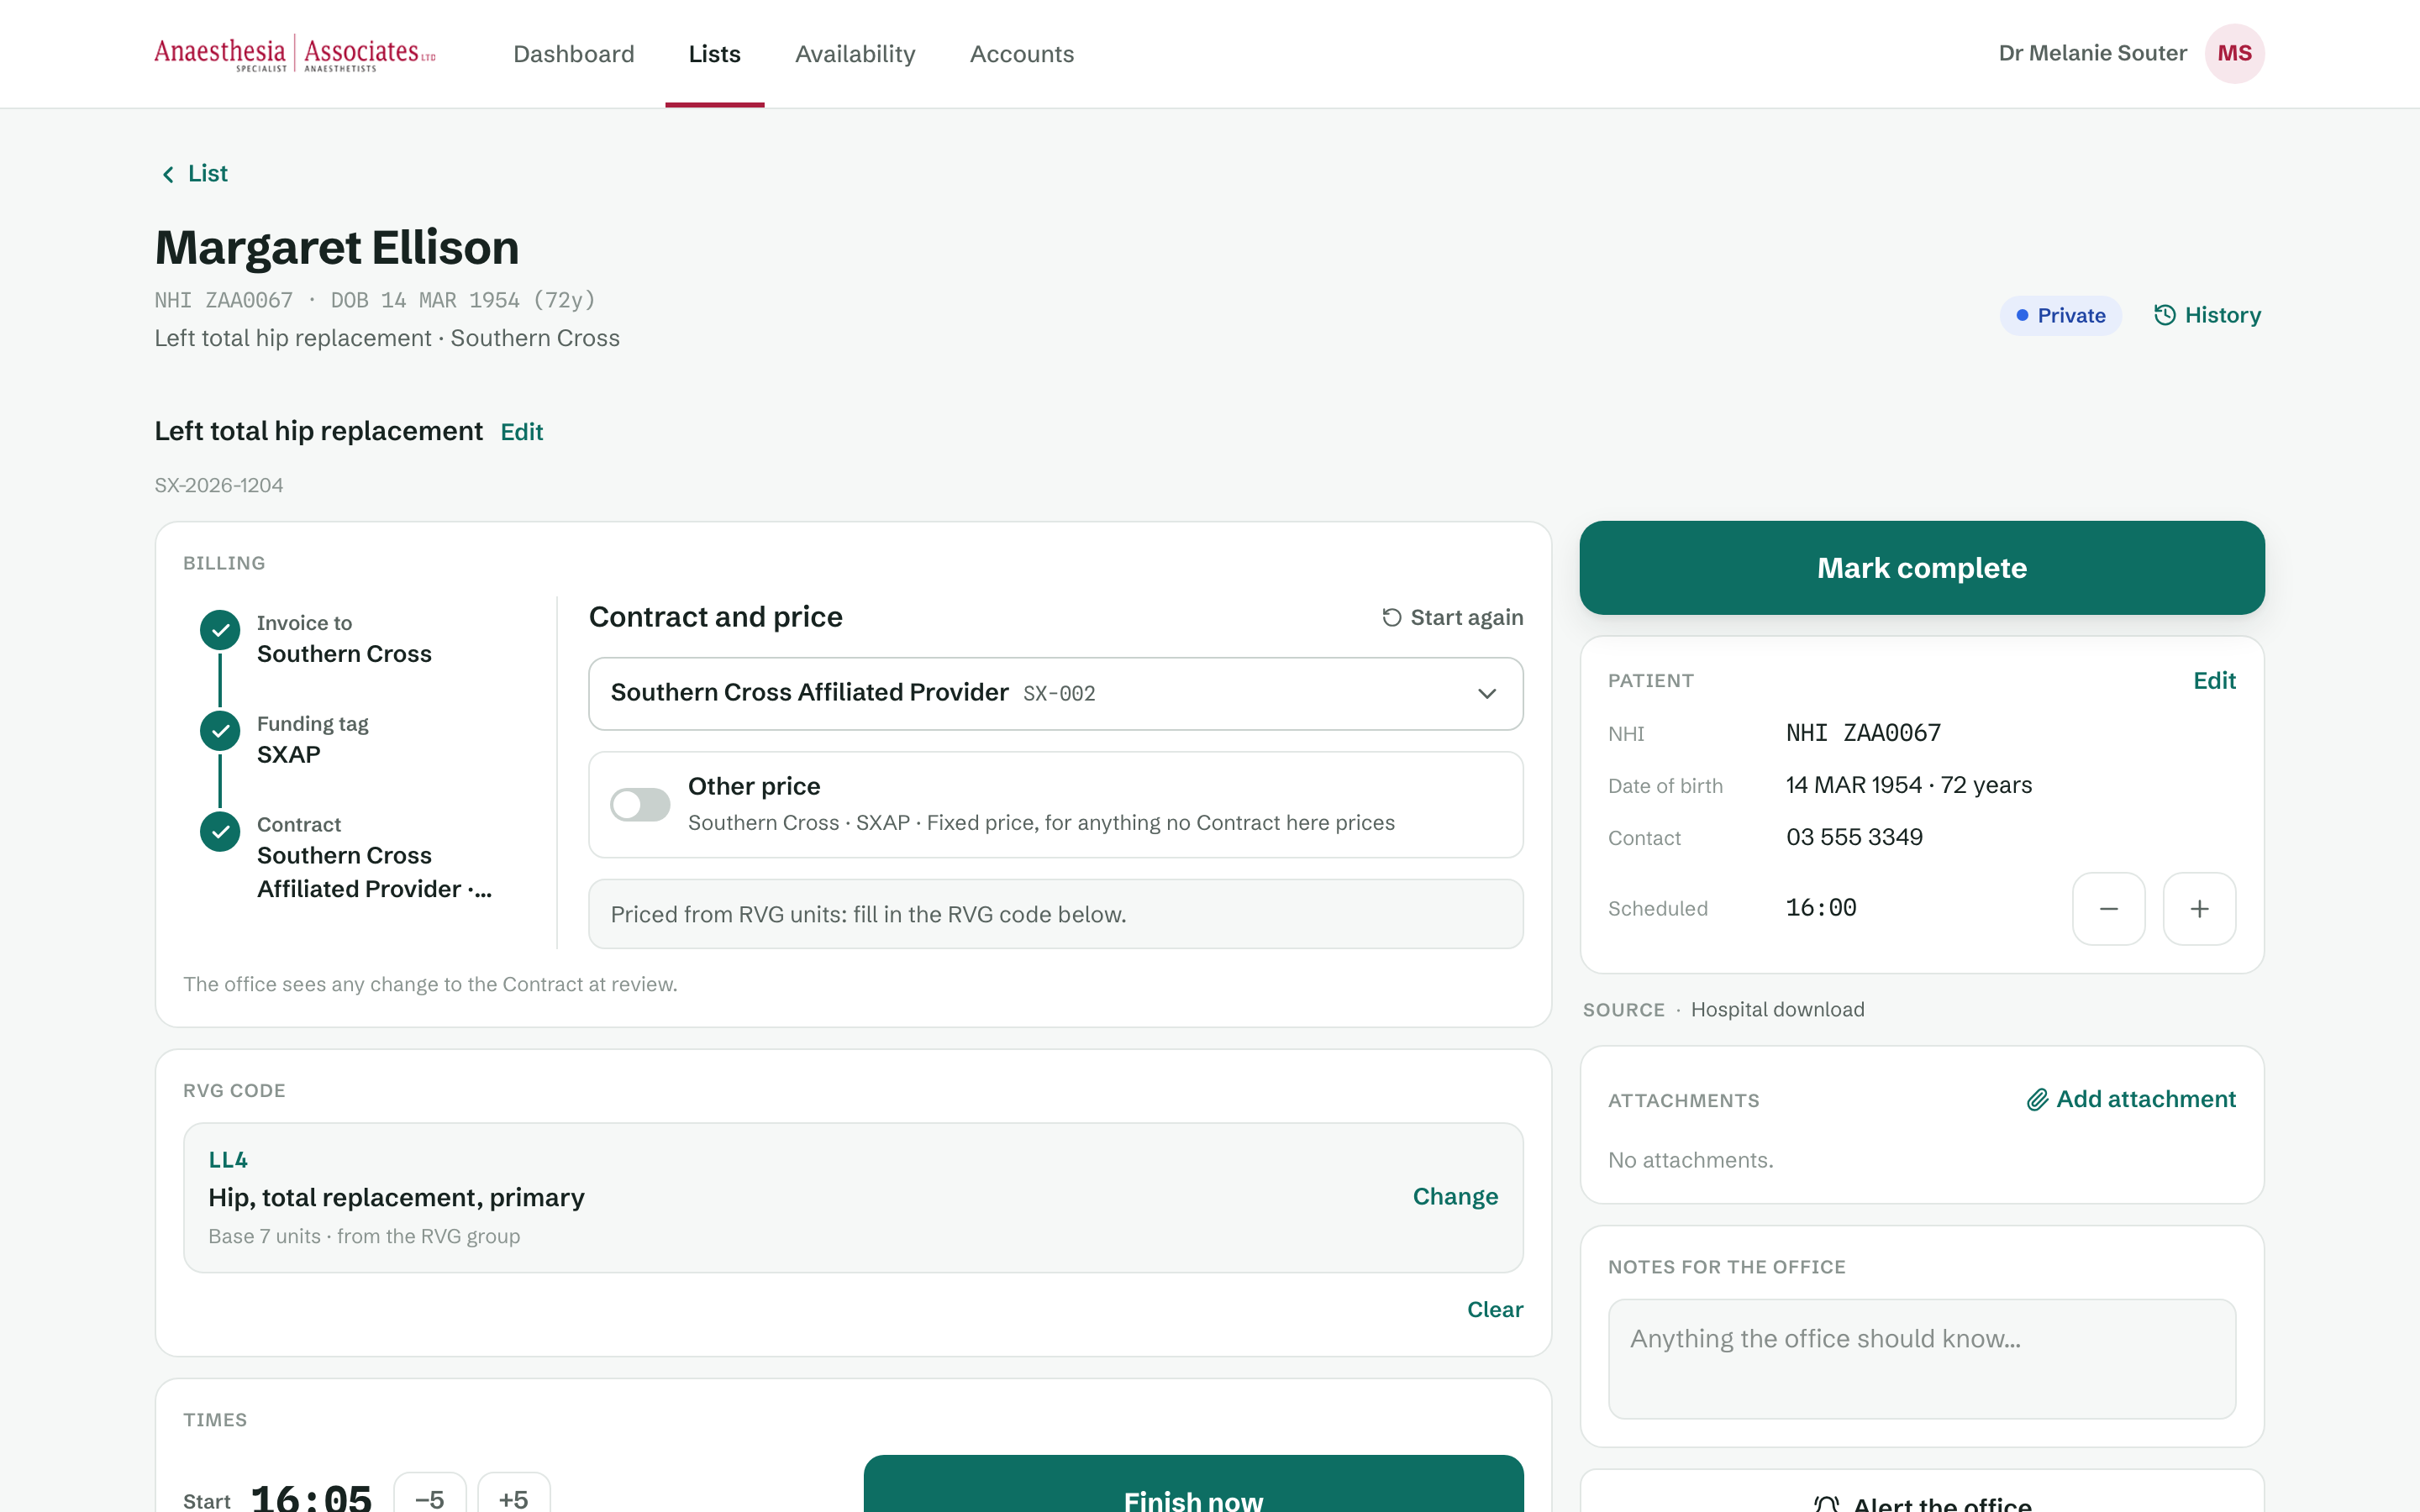 Anaesthesia | Associates LTD
SPECIALIST ANAESTHETISTS
Dashboard
Lists
Availability
Accounts
Dr Melanie Souter
MS
List
Margaret Ellison
NHI ZAA0067 · DOB 14 MAR 1954 (72y)
Left total hip replacement · Southern Cross
Private
History
Left total hip replacement
Edit
SX-2026-1204
BILLING
Invoice to
Southern Cross
Funding tag
SXAP
Contract
Southern Cross
Affiliated Provider ·...
Contract and price
Start again
Southern Cross Affiliated Provider SX-002
Other price
Southern Cross · SXAP · Fixed price, for anything no Contract here prices
Priced from RVG units: fill in the RVG code below.
The office sees any change to the Contract at review.
RVG CODE
LL4
Hip, total replacement, primary
Base 7 units · from the RVG group
Change
Clear
TIMES
Start
16:05
−5
+5
Finish now
Mark complete
PATIENT
Edit
NHI
NHI ZAA0067
Date of birth
14 MAR 1954 · 72 years
Contact
03 555 3349
Scheduled
16:00
−
+
SOURCE · Hospital download
ATTACHMENTS
Add attachment
No attachments.
NOTES FOR THE OFFICE
Anything the office should know...
Alert the office